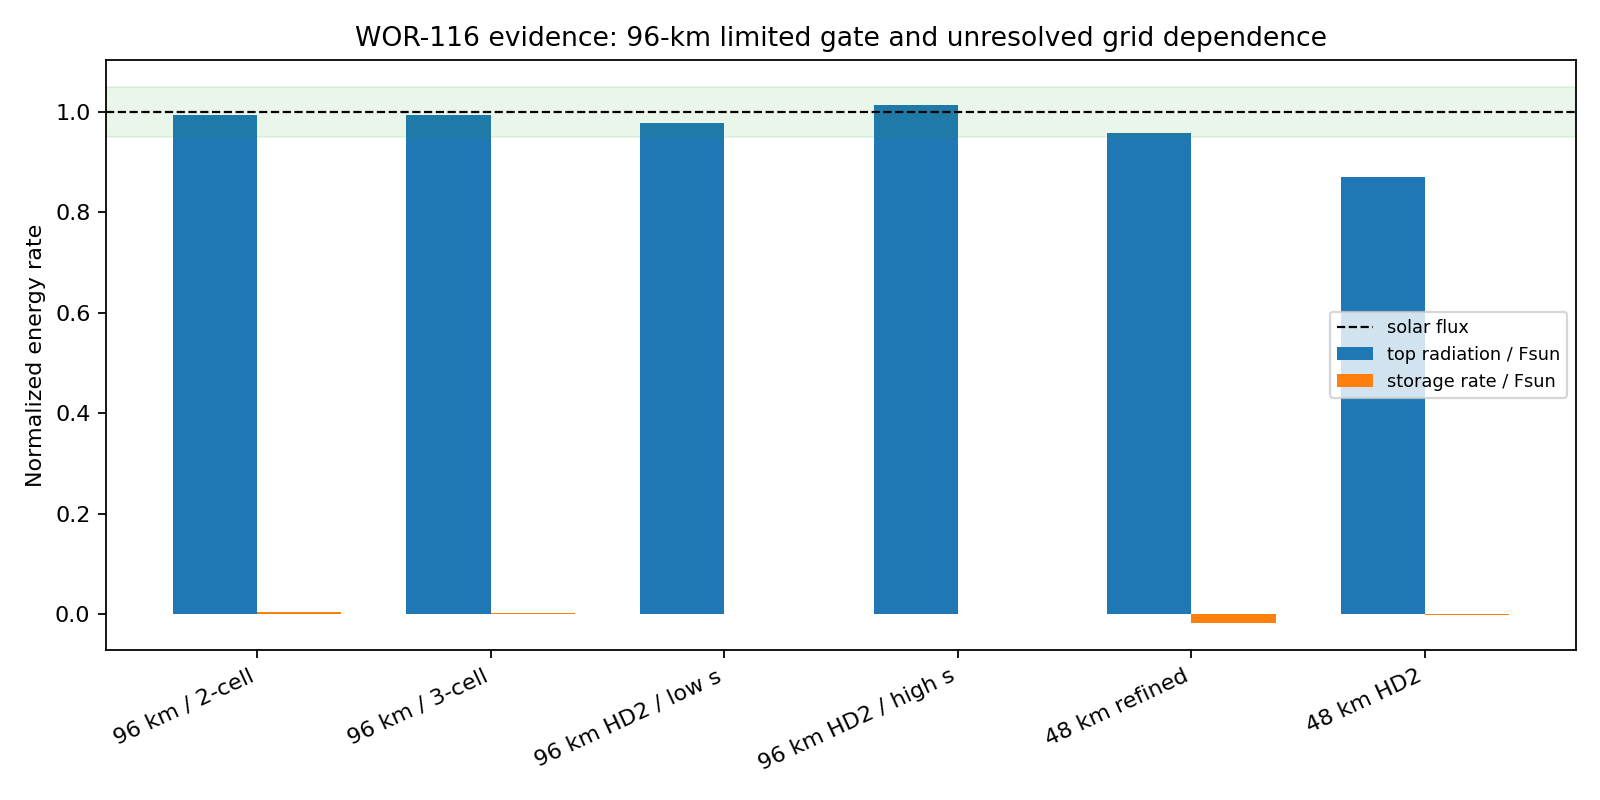 WOR-116 evidence: 96-km limited gate and unresolved grid dependence
Normalized energy rate
1.0
0.8
0.6
0.4
0.2
0.0
solar flux
top radiation / Fsun
storage rate / Fsun
96 km / 2-cell
96 km / 3-cell
96 km HD2 / low s
96 km HD2 / high s
48 km refined
48 km HD2